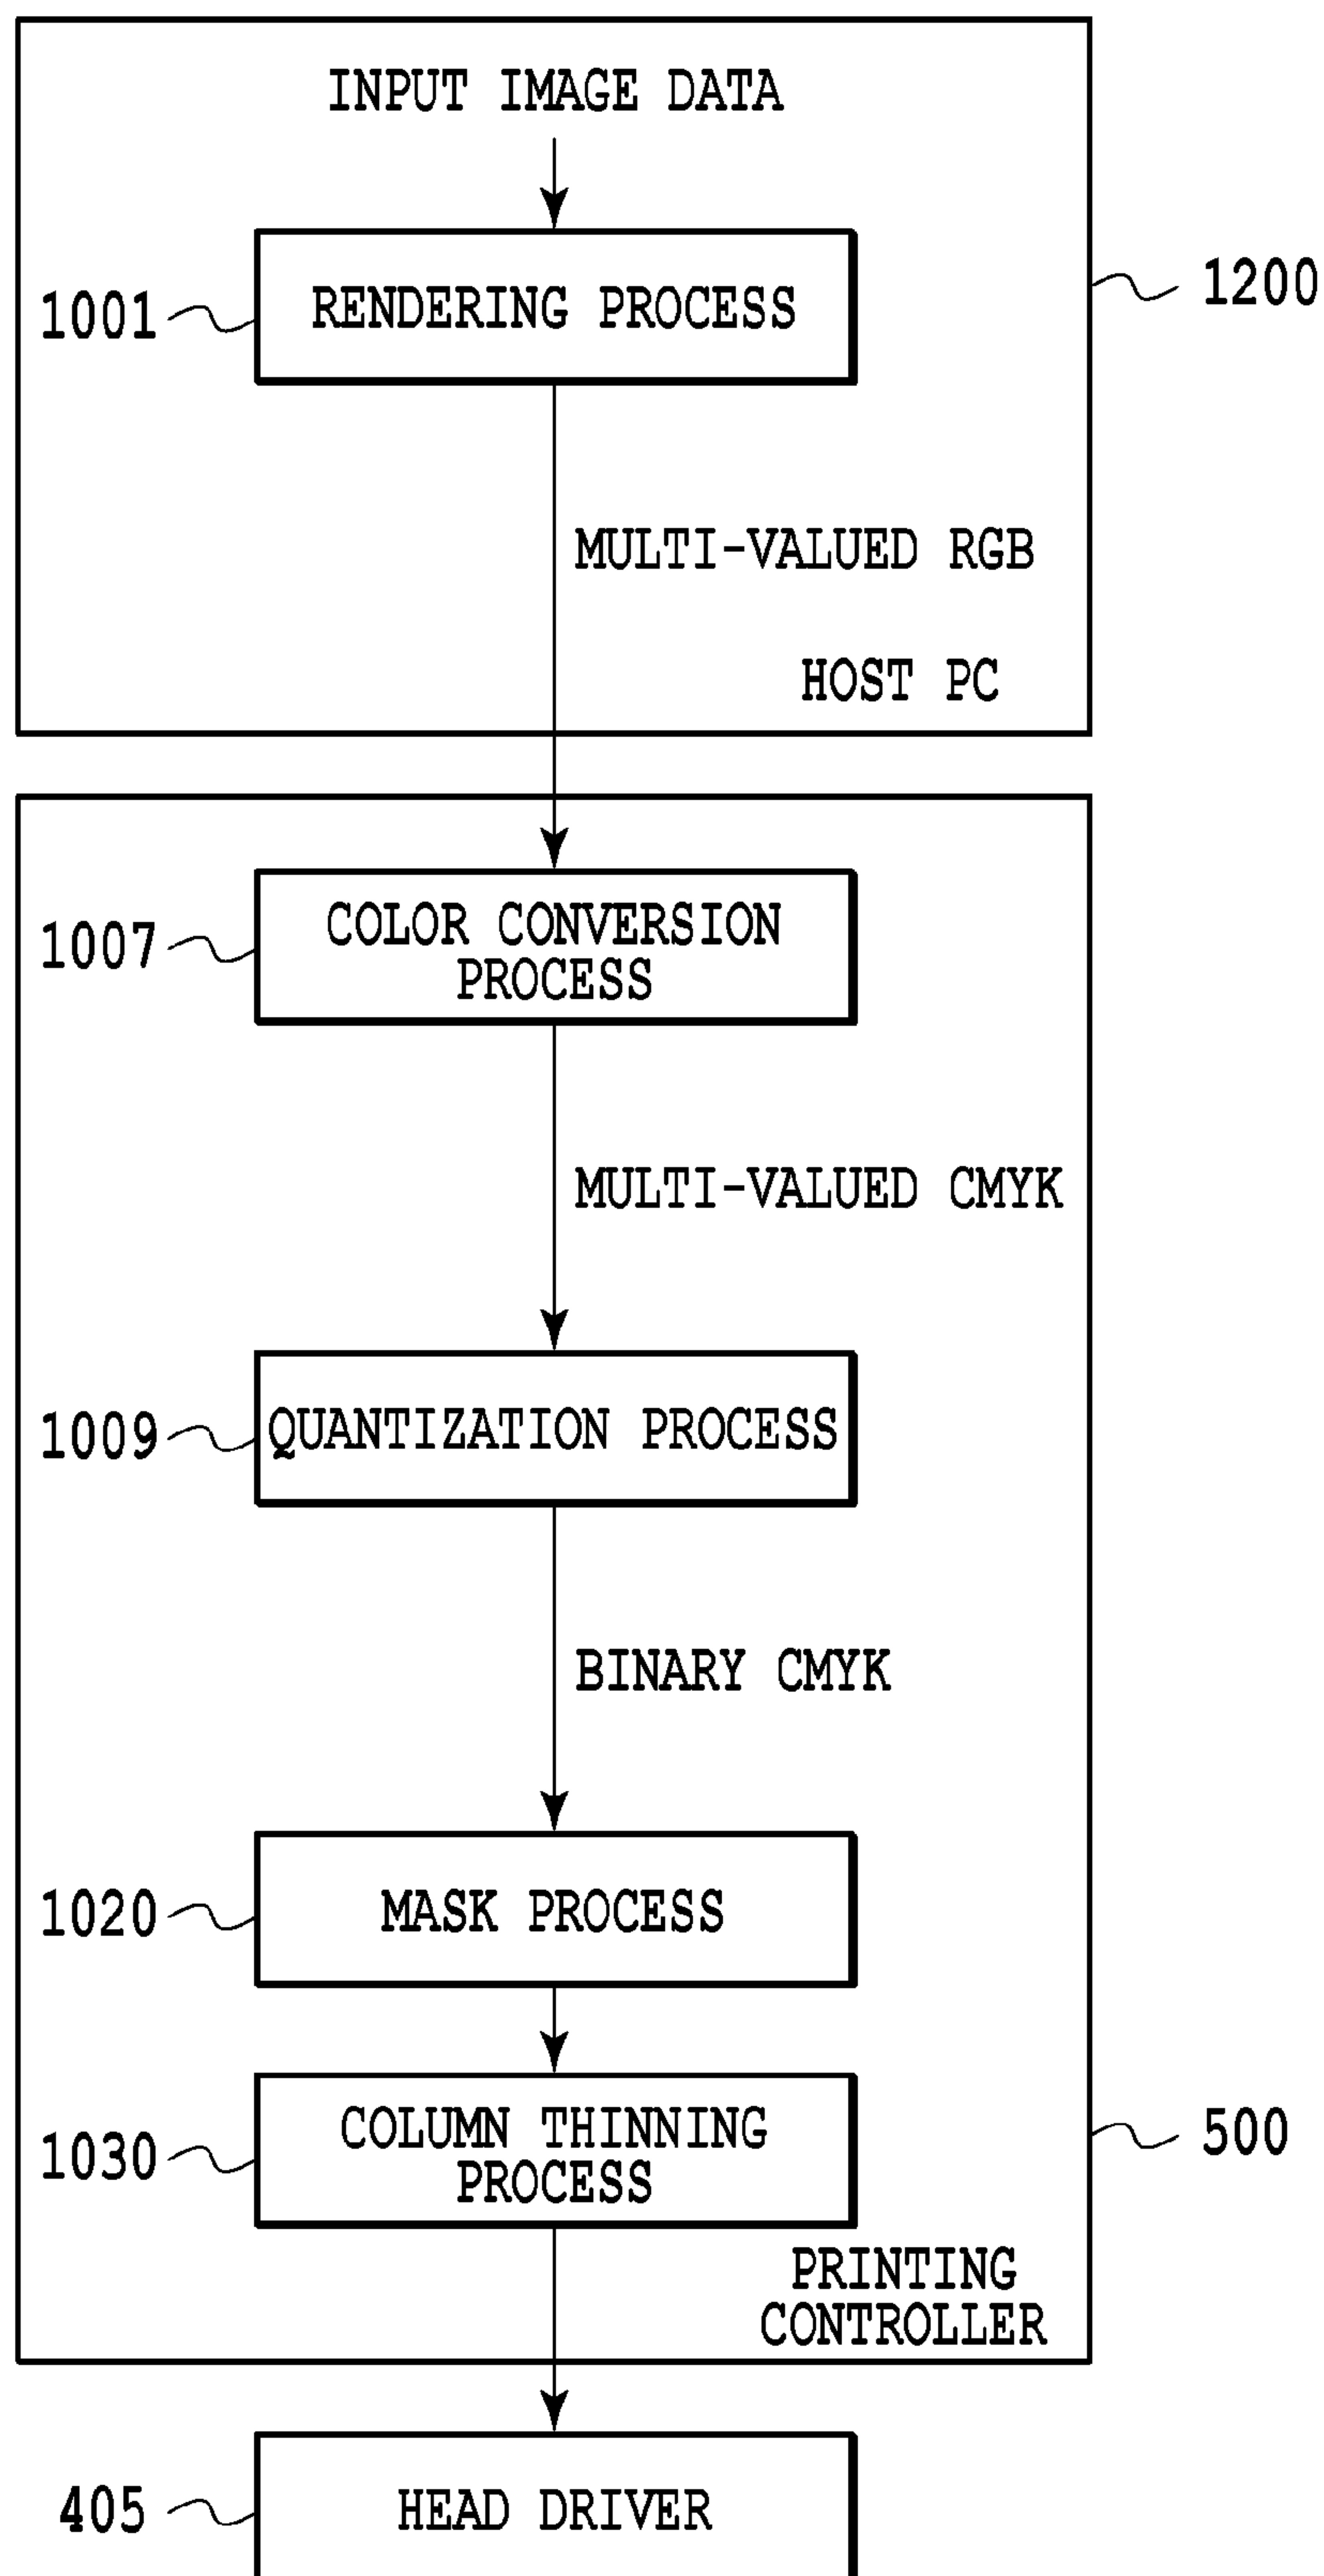 INPUT IMAGE DATA
1200
1001
RENDERING PROCESS
MULTI-VALUED RGB
HOST PC
1007
COLOR CONVERSION
PROCESS
MULTI-VALUED CMYK
1009
QUANTIZATION PROCESS
BINARY CMYK
1020
MASK PROCESS
1030
COLUMN THINNING
PROCESS
500
PRINTING
CONTROLLER
405
HEAD DRIVER